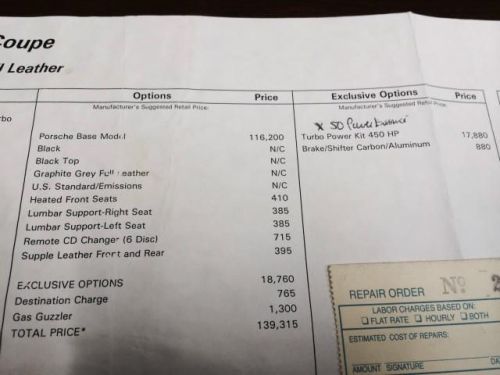 Coupe
Leather
Options Price Exclusive Options Price
Manufacturer's Suggested Retail Price: Manufacturer's Suggested Retail Price
rbo
X 50 Powerhammer
Porsche Base Model 116,200 Turbo Power Kit 450 HP 17,880
Black N/C Brake/Shifter Carbon/Aluminum 880
Black Top N/C
Graphite Grey Full Leather N/C
U.S. Standard/Emissions N/C
Heated Front Seats 410
Lumbar Support-Right Seat 385
Lumbar Support-Left Seat 385
Remote CD Changer (6 Disc) 715
Supple Leather Front and Rear 395
EXCLUSIVE OPTIONS 18,760
Destination Charge 765
Gas Guzzler 1,300
TOTAL PRICE* 139,315
REPAIR ORDER No 2
LABOR CHARGES BASED ON:
FLAT RATE HOURLY BOTH
ESTIMATED COST OF REPAIRS:
AMOUNT SIGNATURE DA